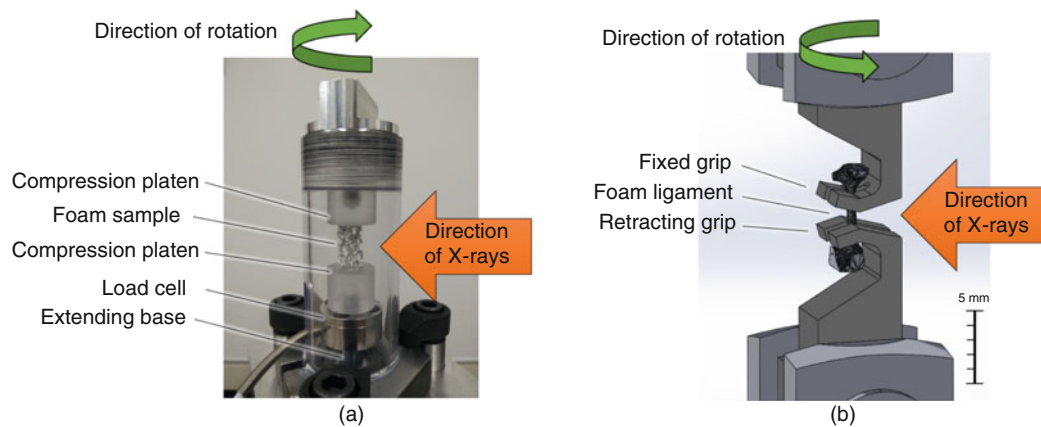 Direction of rotation
Compression platen
Foam sample
Compression platen
Load cell
Extending base
Direction
of X-rays
(a)
Direction of rotation
Fixed grip
Foam ligament
Retracting grip
Direction
of X-rays
5 mm
(b)